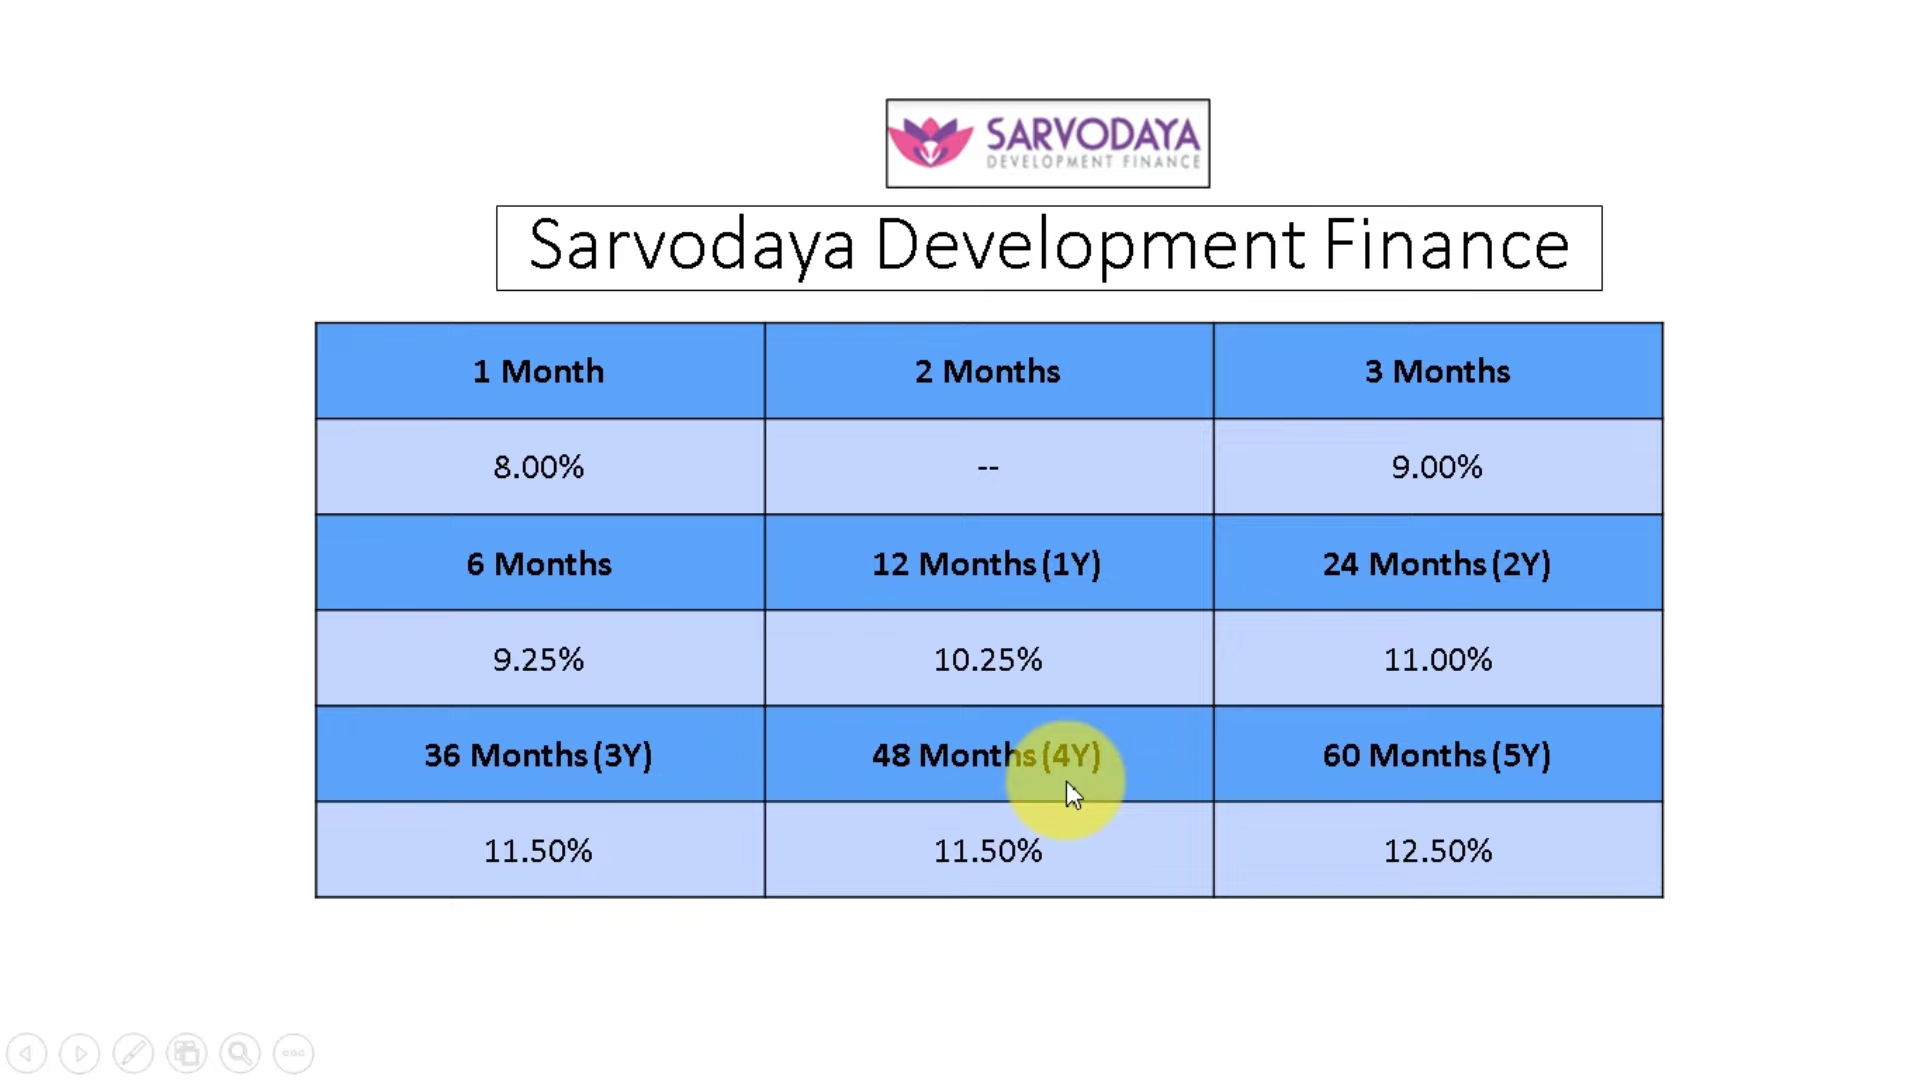 SARVODAYA
DEVELOPMENT FINANCE
Sarvodaya Development Finance
1 Month 2 Months 3 Months
8.00% -- 9.00%
6 Months 12 Months (1Y) 24 Months (2Y)
9.25% 10.25% 11.00%
36 Months (3Y) 48 Months (4Y) 60 Months (5Y)
11.50% 11.50% 12.50%